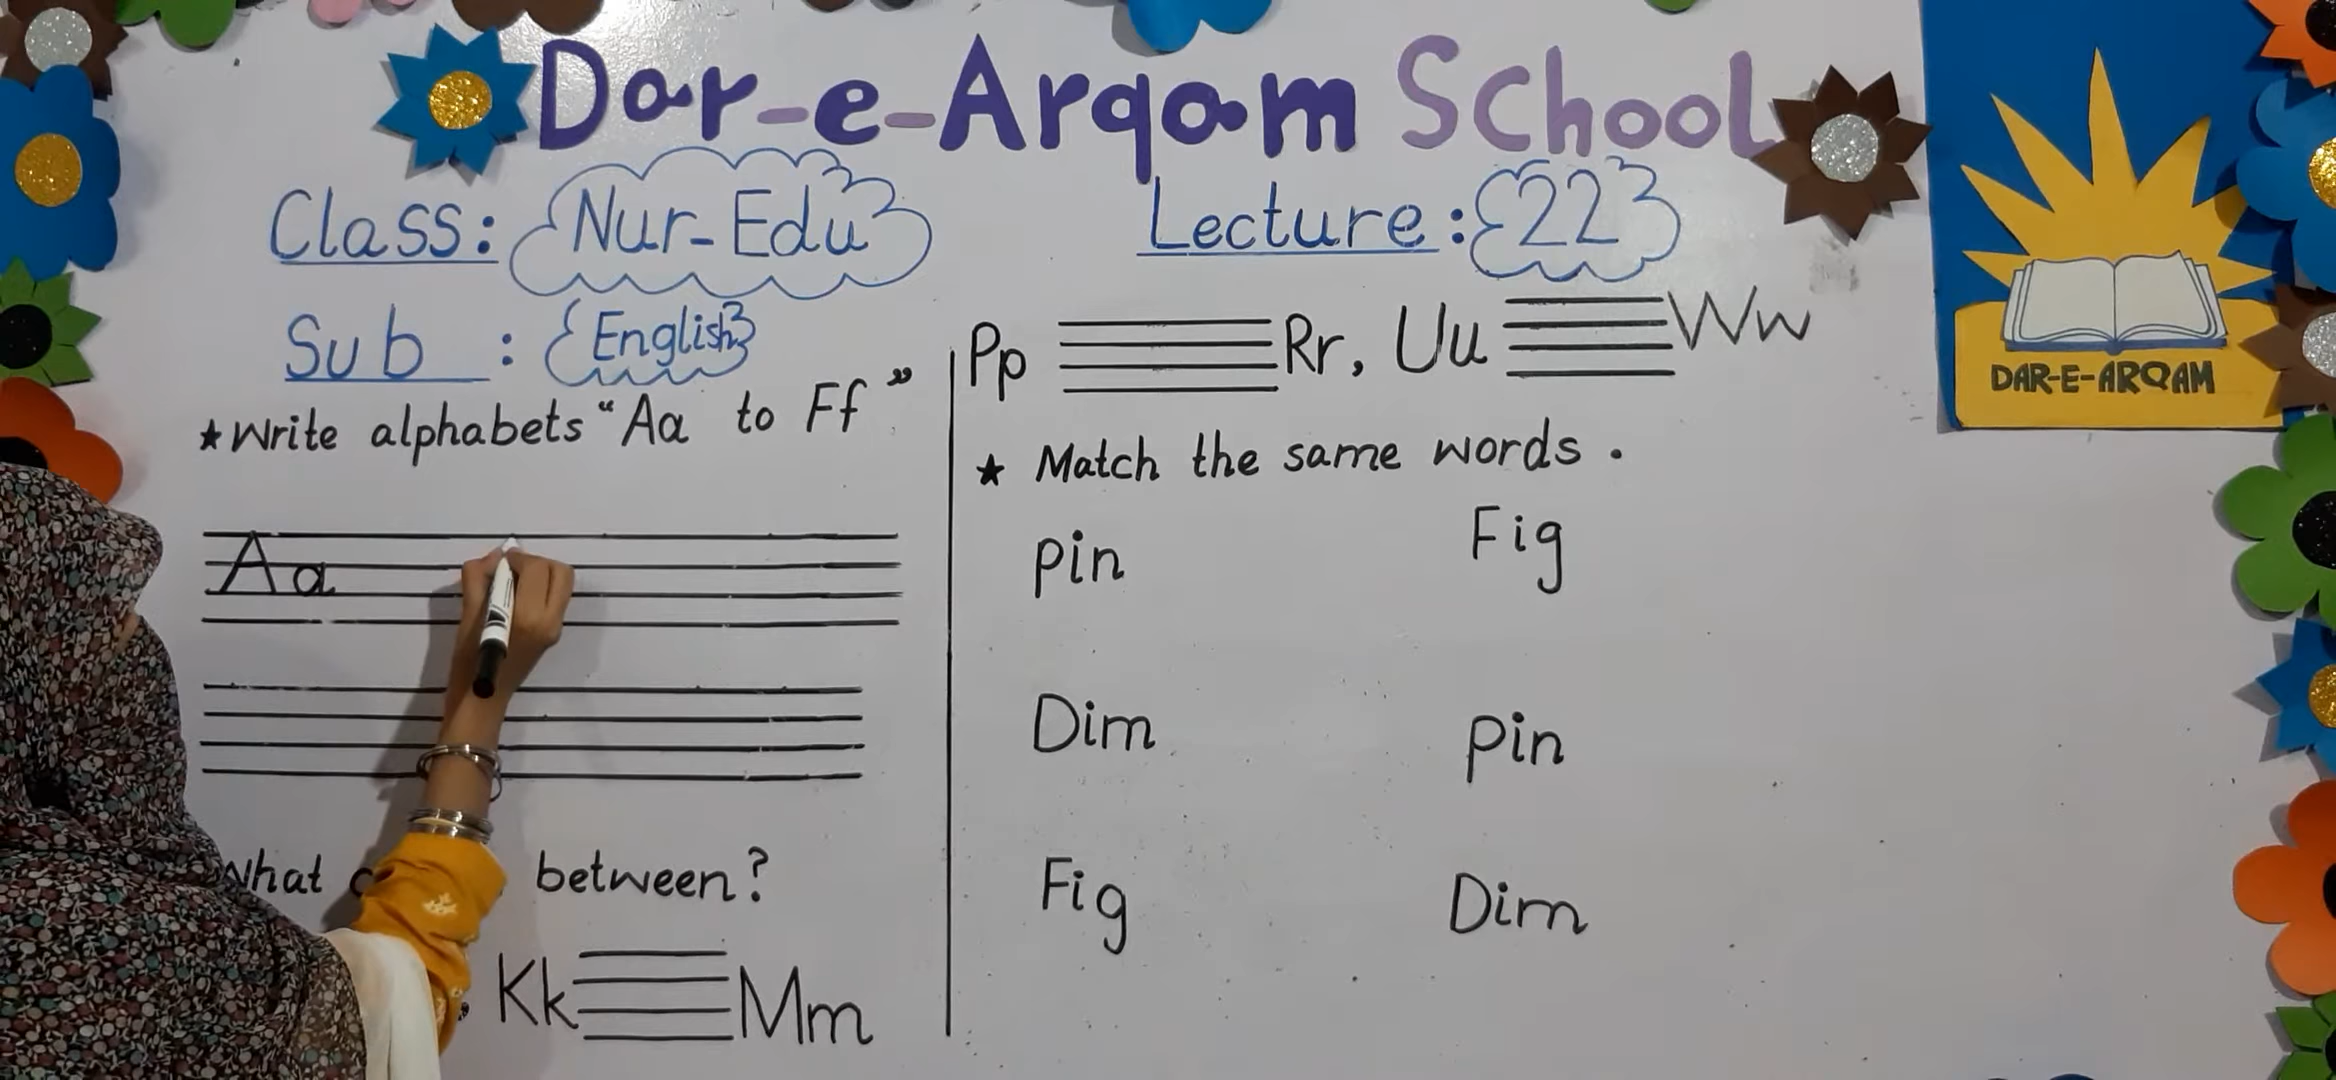 Dar-e-Arqam School
Class: Nur-Edu
Lecture: 22
Sub : English
★ Write alphabets "Aa to Ff"
Aa
What between?
Kk Mm
Pp Rr, Uu Ww
★ Match the same words.
Pin Fig
Dim Pin
Fig Dim
DAR-E-ARQAM